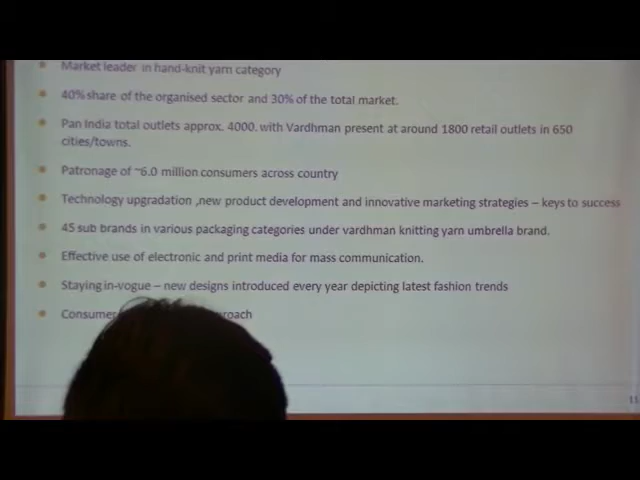 Market leader in hand-knit yarn category
40% share of the organised sector and 30% of the total market.
Pan India total outlets approx. 4000. with Vardhman present at around 1800 retail outlets in 650
cities/towns.
Patronage of ~6.0 million consumers across country
Technology upgradation ,new product development and innovative marketing strategies – keys to success
45 sub brands in various packaging categories under vardhman knitting yarn umbrella brand.
Effective use of electronic and print media for mass communication.
Staying in-vogue – new designs introduced every year depicting latest fashion trends
Consumer
11